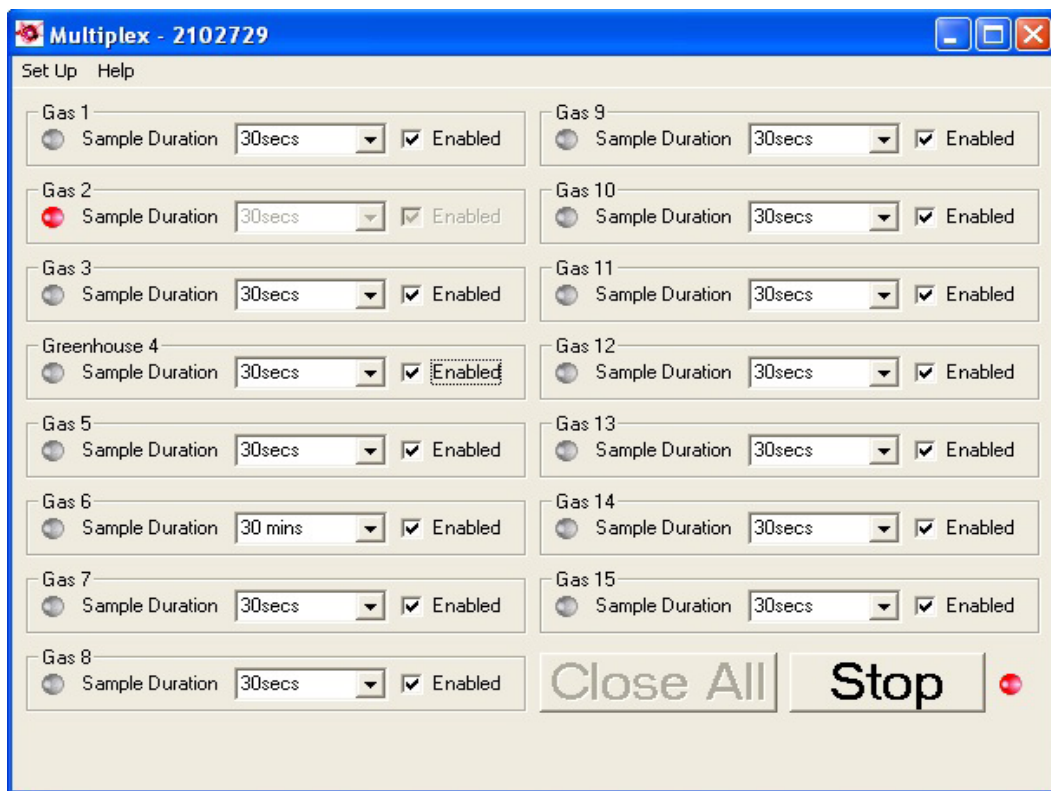 Multiplex - 2102729
Set Up Help
Gas 1
Sample Duration 30secs Enabled
Gas 2
Sample Duration 30secs Enabled
Gas 3
Sample Duration 30secs Enabled
Greenhouse 4
Sample Duration 30secs Enabled
Gas 5
Sample Duration 30secs Enabled
Gas 6
Sample Duration 30 mins Enabled
Gas 7
Sample Duration 30secs Enabled
Gas 8
Sample Duration 30secs Enabled
Gas 9
Sample Duration 30secs Enabled
Gas 10
Sample Duration 30secs Enabled
Gas 11
Sample Duration 30secs Enabled
Gas 12
Sample Duration 30secs Enabled
Gas 13
Sample Duration 30secs Enabled
Gas 14
Sample Duration 30secs Enabled
Gas 15
Sample Duration 30secs Enabled
Close All Stop